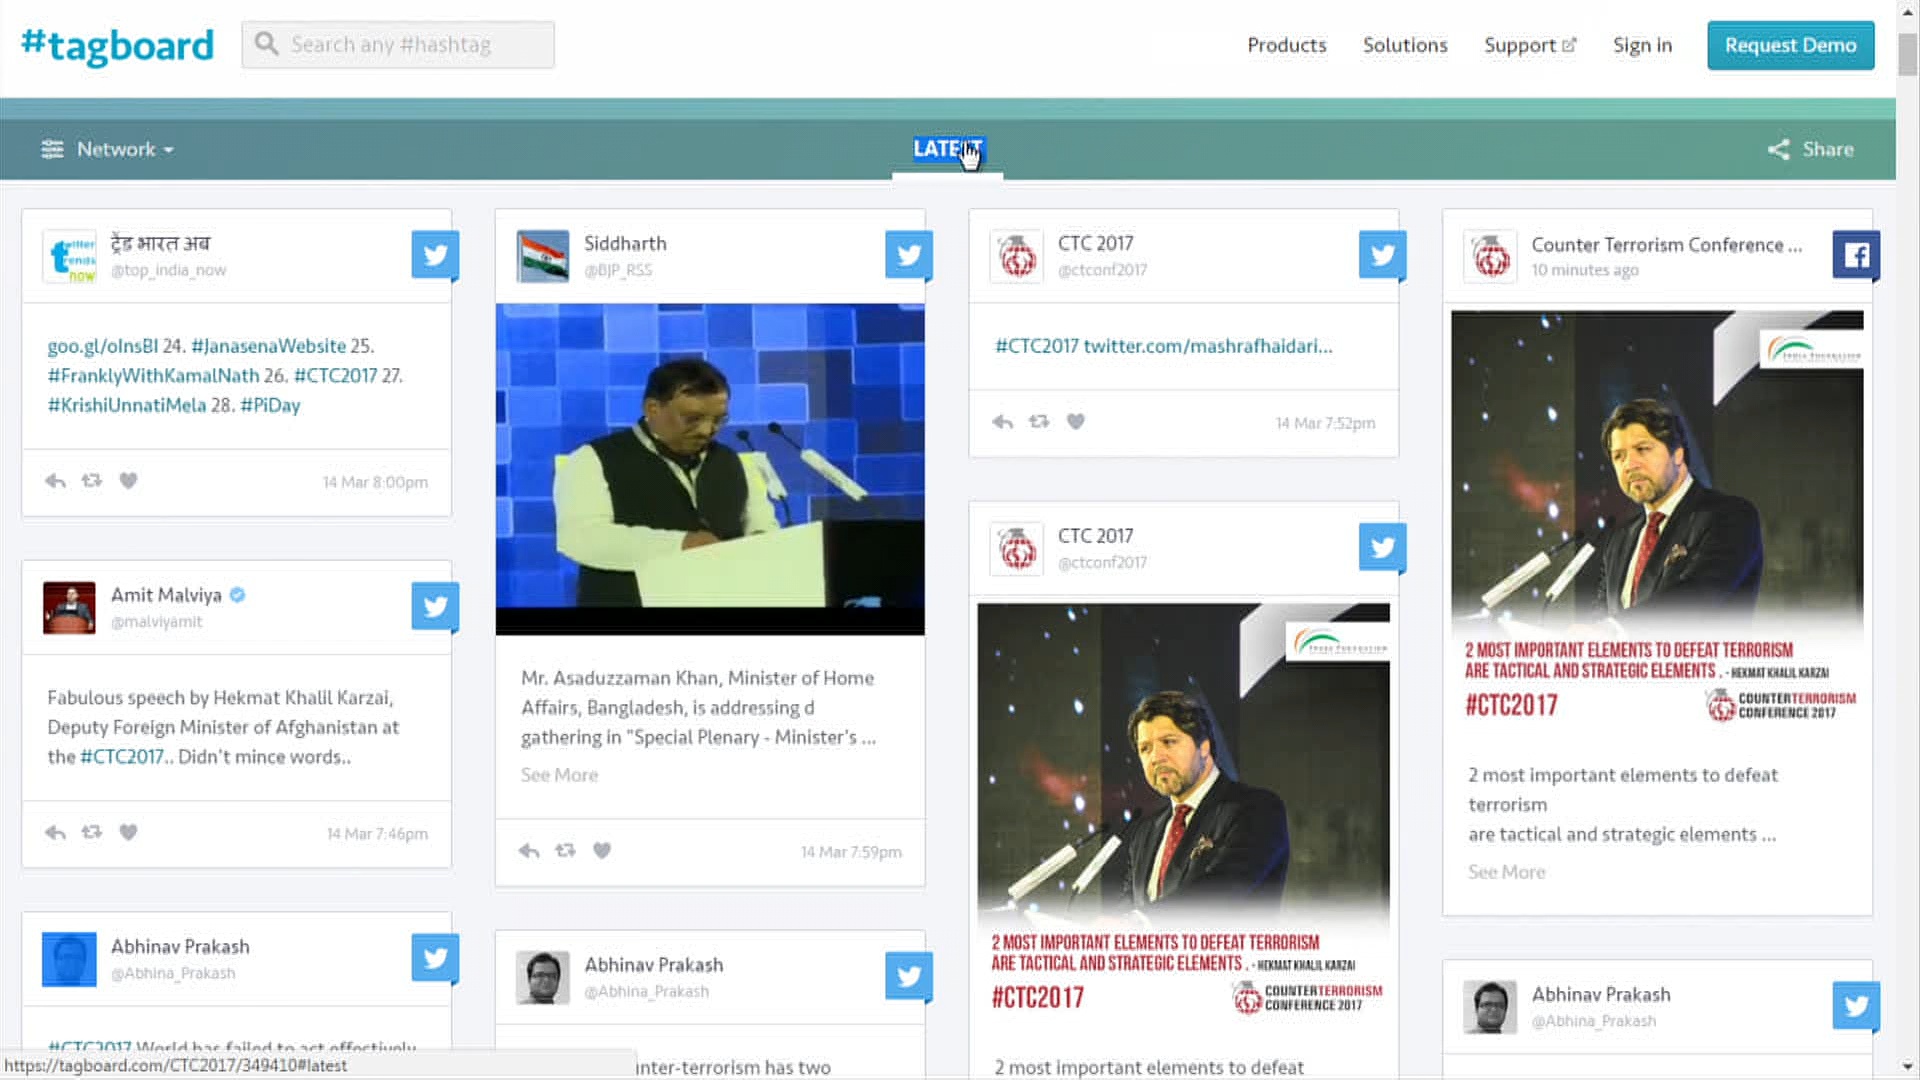 #tagboard
Search any #hashtag
Products
Solutions
Support
Sign in
Request Demo
Network
LATEST
Share
ट्रेंड भारत अब
@top_india_now
goo.gl/oInsBI 24. #JanasenaWebsite 25.
#FranklyWithKamalNath 26. #CTC2017 27.
#KrishiUnnatiMela 28. #PiDay
14 Mar 8:00pm
Amit Malviya
@malviyamit
Fabulous speech by Hekmat Khalil Karzai,
Deputy Foreign Minister of Afghanistan at
the #CTC2017.. Didn't mince words..
14 Mar 7:46pm
Abhinav Prakash
@Abhina_Prakash
#CTC2017 World has failed to act effectively
Siddharth
@BJP_RSS
Mr. Asaduzzaman Khan, Minister of Home
Affairs, Bangladesh, is addressing d
gathering in "Special Plenary - Minister's ...
See More
14 Mar 7:59pm
Abhinav Prakash
@Abhina_Prakash
inter-terrorism has two
CTC 2017
@ctconf2017
#CTC2017 twitter.com/mashrafhaidari...
14 Mar 7:52pm
CTC 2017
@ctconf2017
INDIA FOUNDATION
2 MOST IMPORTANT ELEMENTS TO DEFEAT TERRORISM
ARE TACTICAL AND STRATEGIC ELEMENTS . - HEKMAT KHALIL KARZAI
#CTC2017
COUNTERTERRORISM
CONFERENCE 2017
2 most important elements to defeat
Counter Terrorism Conference ...
10 minutes ago
INDIA FOUNDATION
2 MOST IMPORTANT ELEMENTS TO DEFEAT TERRORISM
ARE TACTICAL AND STRATEGIC ELEMENTS . - HEKMAT KHALIL KARZAI
#CTC2017
COUNTERTERRORISM
CONFERENCE 2017
2 most important elements to defeat
terrorism
are tactical and strategic elements ...
See More
Abhinav Prakash
@Abhina_Prakash
https://tagboard.com/CTC2017/349410#latest